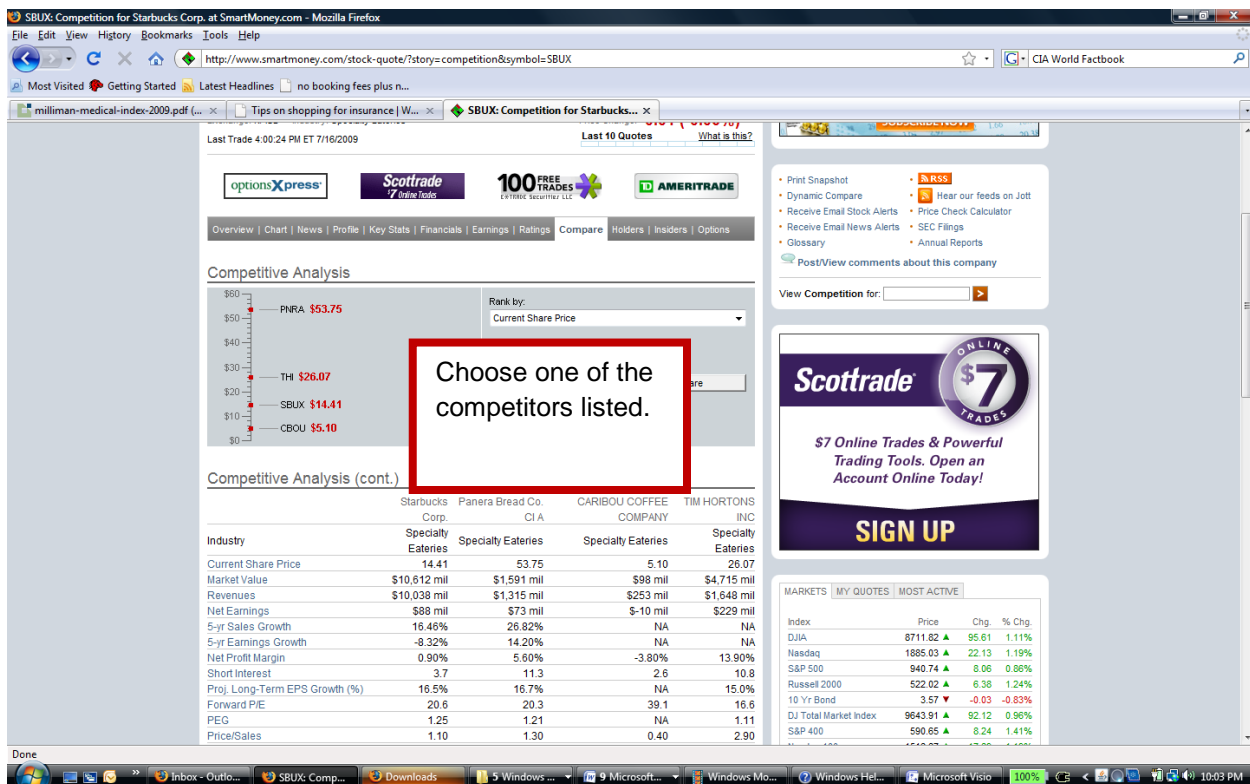 SBUX: Competition for Starbucks Corp. at SmartMoney.com - Mozilla Firefox
File Edit View History Bookmarks Tools Help
http://www.smartmoney.com/stock-quote/?story=competition&symbol=SBUX
CIA World Factbook
Most Visited Getting Started Latest Headlines no booking fees plus n...
milliman-medical-index-2009.pdf (... Tips on shopping for insurance | W... SBUX: Competition for Starbucks...
Last Trade 4:00:24 PM ET 7/16/2009
Last 10 Quotes What is this?
optionsXpress
Scottrade
$7 Online Trades
100 FREE TRADES
E*TRADE Securities LLC
TD AMERITRADE
Overview | Chart | News | Profile | Key Stats | Financials | Earnings | Ratings Compare Holders | Insiders | Options
Competitive Analysis
$60
PNRA $53.75
$50
$40
$30
THI $26.07
$20
SBUX $14.41
$10
CBOU $5.10
$0
Rank by:
Current Share Price
Choose one of the
competitors listed.
Competitive Analysis (cont.)
Starbucks Panera Bread Co. CARIBOU COFFEE TIM HORTONS
Corp. Cl A COMPANY INC
Industry Specialty Eateries Specialty Eateries Specialty Eateries Specialty Eateries
Current Share Price 14.41 53.75 5.10 26.07
Market Value $10,612 mil $1,591 mil $98 mil $4,715 mil
Revenues $10,038 mil $1,315 mil $253 mil $1,648 mil
Net Earnings $88 mil $73 mil $-10 mil $229 mil
5-yr Sales Growth 16.46% 26.82% NA NA
5-yr Earnings Growth -8.32% 14.20% NA NA
Net Profit Margin 0.90% 5.60% -3.80% 13.90%
Short Interest 3.7 11.3 2.6 10.8
Proj. Long-Term EPS Growth (%) 16.5% 16.7% NA 15.0%
Forward P/E 20.6 20.3 39.1 16.6
PEG 1.25 1.21 NA 1.11
Price/Sales 1.10 1.30 0.40 2.90
Print Snapshot RSS
Dynamic Compare Hear our feeds on Jott
Receive Email Stock Alerts Price Check Calculator
Receive Email News Alerts SEC Filings
Glossary Annual Reports
Post/View comments about this company
View Competition for:
Scottrade
ONLINE
$7
TRADES
$7 Online Trades & Powerful
Trading Tools. Open an
Account Online Today!
SIGN UP
MARKETS MY QUOTES MOST ACTIVE
Index Price Chg. % Chg.
DJIA 8711.82 95.61 1.11%
Nasdaq 1885.03 22.13 1.19%
S&P 500 940.74 8.06 0.86%
Russell 2000 522.02 6.38 1.24%
10 Yr Bond 3.57 -0.03 -0.83%
DJ Total Market Index 9643.91 92.12 0.96%
S&P 400 590.65 8.24 1.41%
Done
Inbox - Outlo... SBUX: Comp... Downloads 5 Windows ... 9 Microsoft... Windows Mo... Windows Hel... Microsoft Visio 100% 10:03 PM